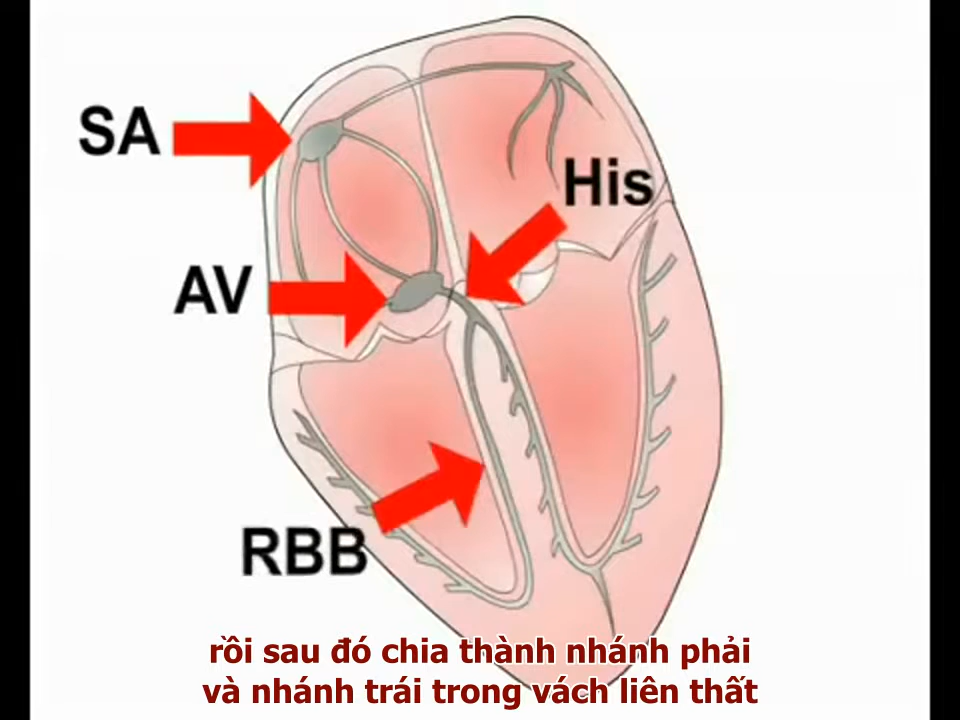 SA
His
AV
RBB
rồi sau đó chia thành nhánh phải
và nhánh trái trong vách liên thất